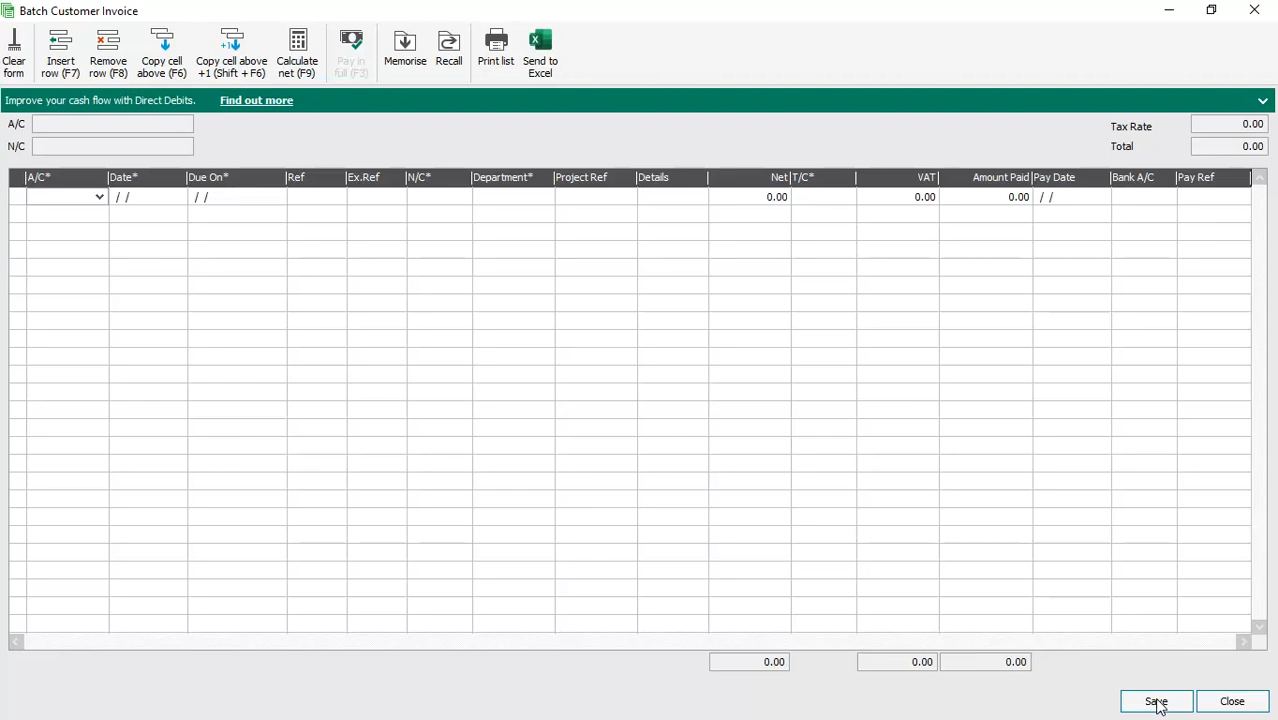 Batch Customer Invoice
Clear form
Insert row (F7)
Remove row (F8)
Copy cell above (F6)
Copy cell above +1 (Shift + F6)
Calculate net (F9)
Pay in full (F3)
Memorise
Recall
Print list
Send to Excel
Improve your cash flow with Direct Debits. Find out more
A/C
Tax Rate 0.00
N/C
Total 0.00
A/C* Date* Due On* Ref Ex.Ref N/C* Department* Project Ref Details Net T/C* VAT Amount Paid Pay Date Bank A/C Pay Ref
/ / / / 0.00 0.00 0.00 / /
0.00 0.00 0.00
Save Close